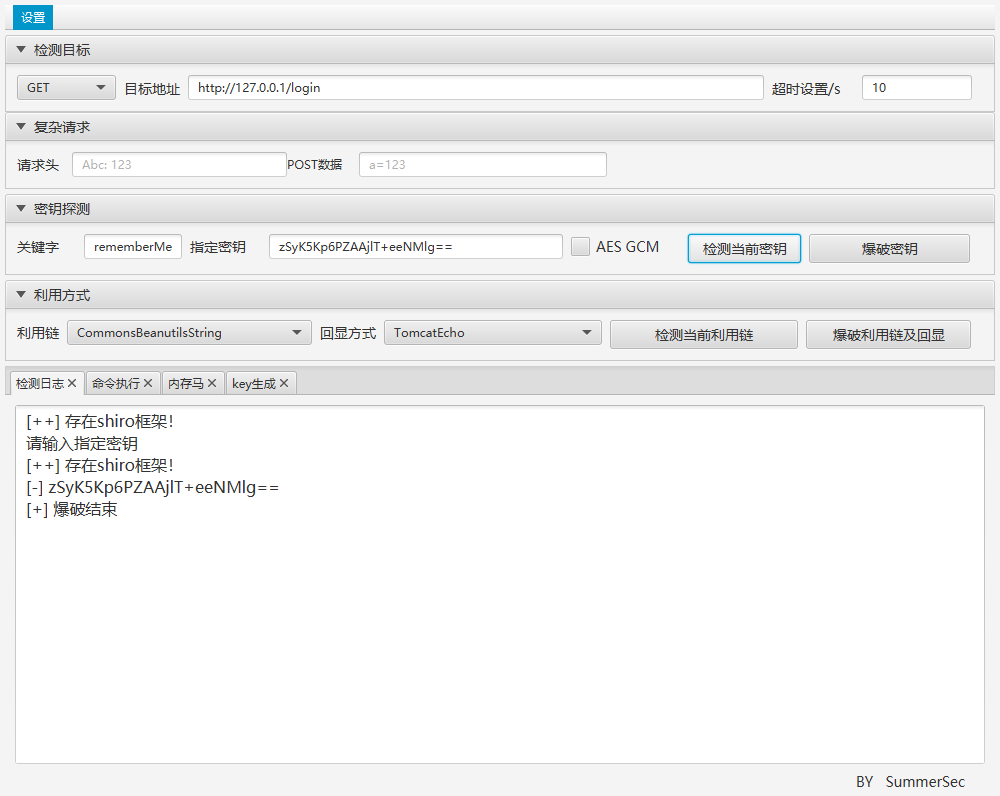 设置
检测目标
GET 目标地址 http://127.0.0.1/login 超时设置/s 10
复杂请求
请求头 Abc: 123 POST数据 a=123
密钥探测
关键字 rememberMe 指定密钥 zSyK5Kp6PZAAjlT+eeNMlg== AES GCM 检测当前密钥 爆破密钥
利用方式
利用链 CommonsBeanutilsString 回显方式 TomcatEcho 检测当前利用链 爆破利用链及回显
检测日志 命令执行 内存马 key生成
[++] 存在shiro框架!
请输入指定密钥
[++] 存在shiro框架!
[-] zSyK5Kp6PZAAjlT+eeNMlg==
[+] 爆破结束
BY SummerSec